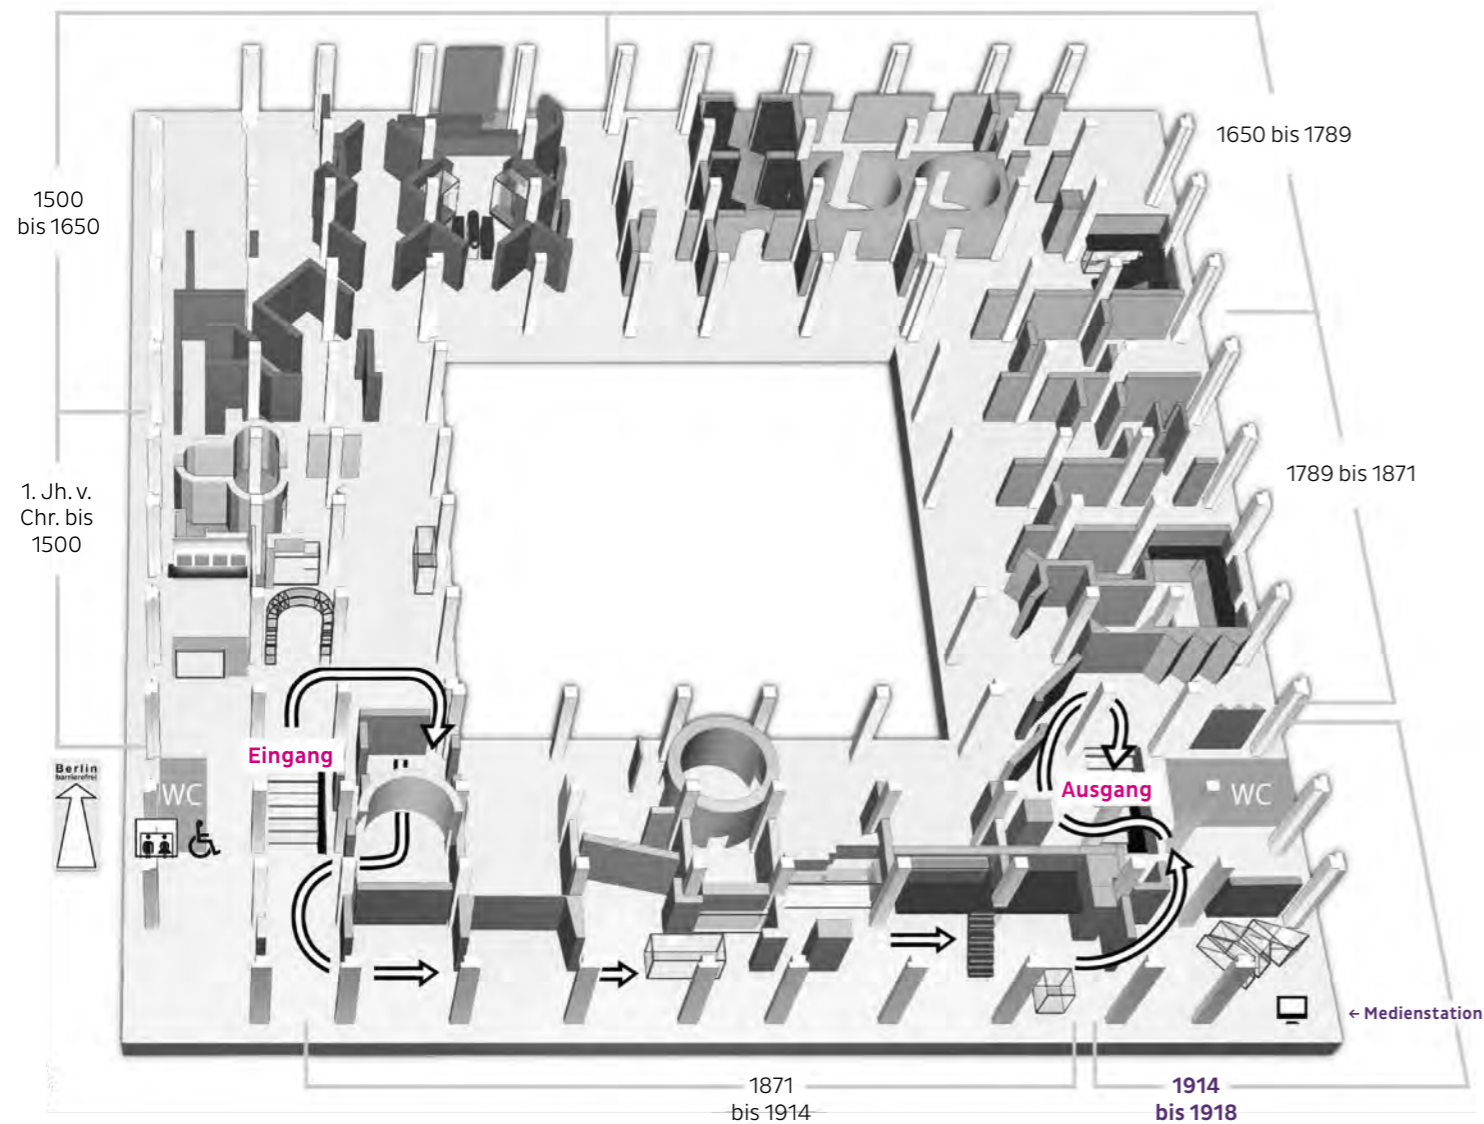 1650 bis 1789
1500
bis 1650
1789 bis 1871
1. Jh. v.
Chr. bis
1500
Eingang
Berlin
barrierefrei
WC
Ausgang
WC
← Medienstation
1871
bis 1914
1914
bis 1918